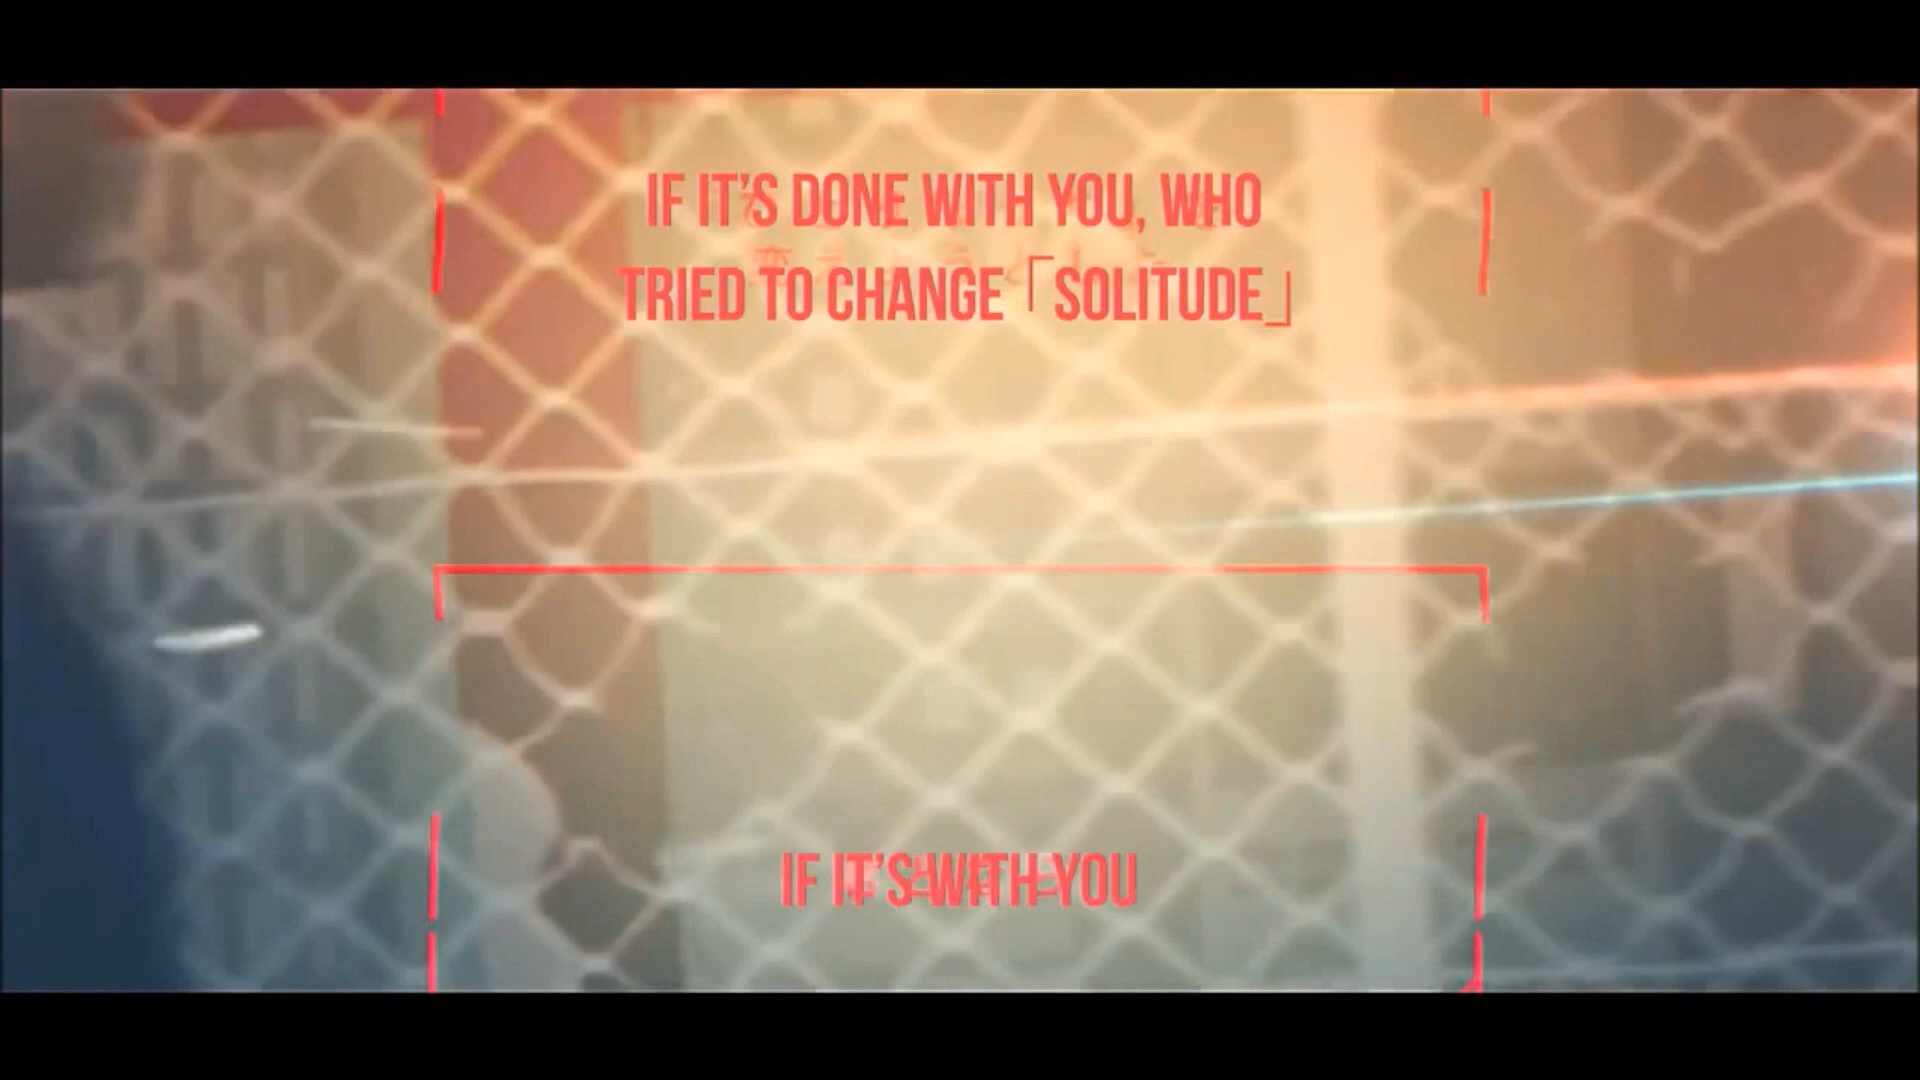 IF IT'S DONE WITH YOU, WHO
TRIED TO CHANGE「SOLITUDE」
IF IT'S WITH YOU